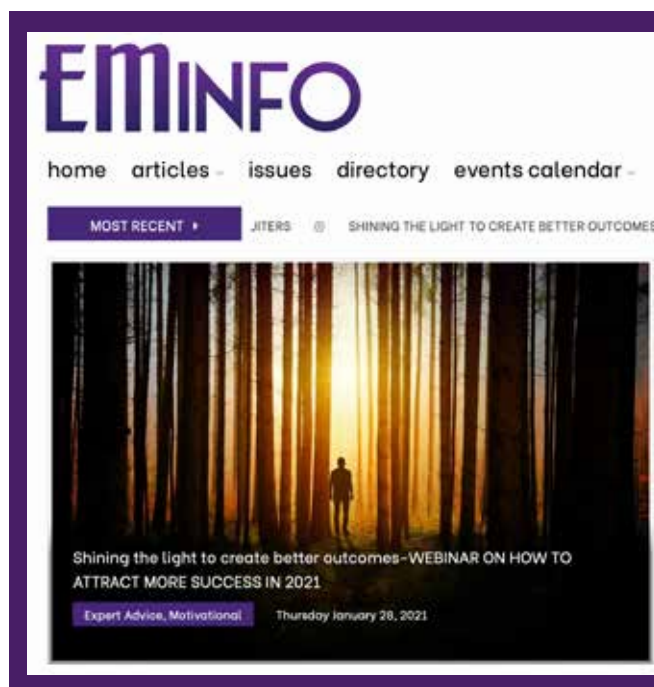 EMINFO
home articles issues directory events calendar
MOST RECENT JITERS SHINING THE LIGHT TO CREATE BETTER OUTCOMES
Shining the light to create better outcomes-WEBINAR ON HOW TO
ATTRACT MORE SUCCESS IN 2021
Expert Advice, Motivational Thursday January 28, 2021